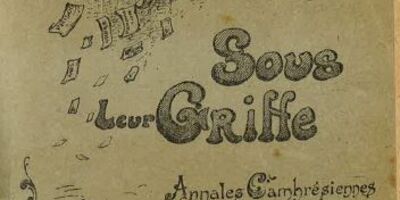 Sous
Leur Griffe
Annales Cambrésiennes